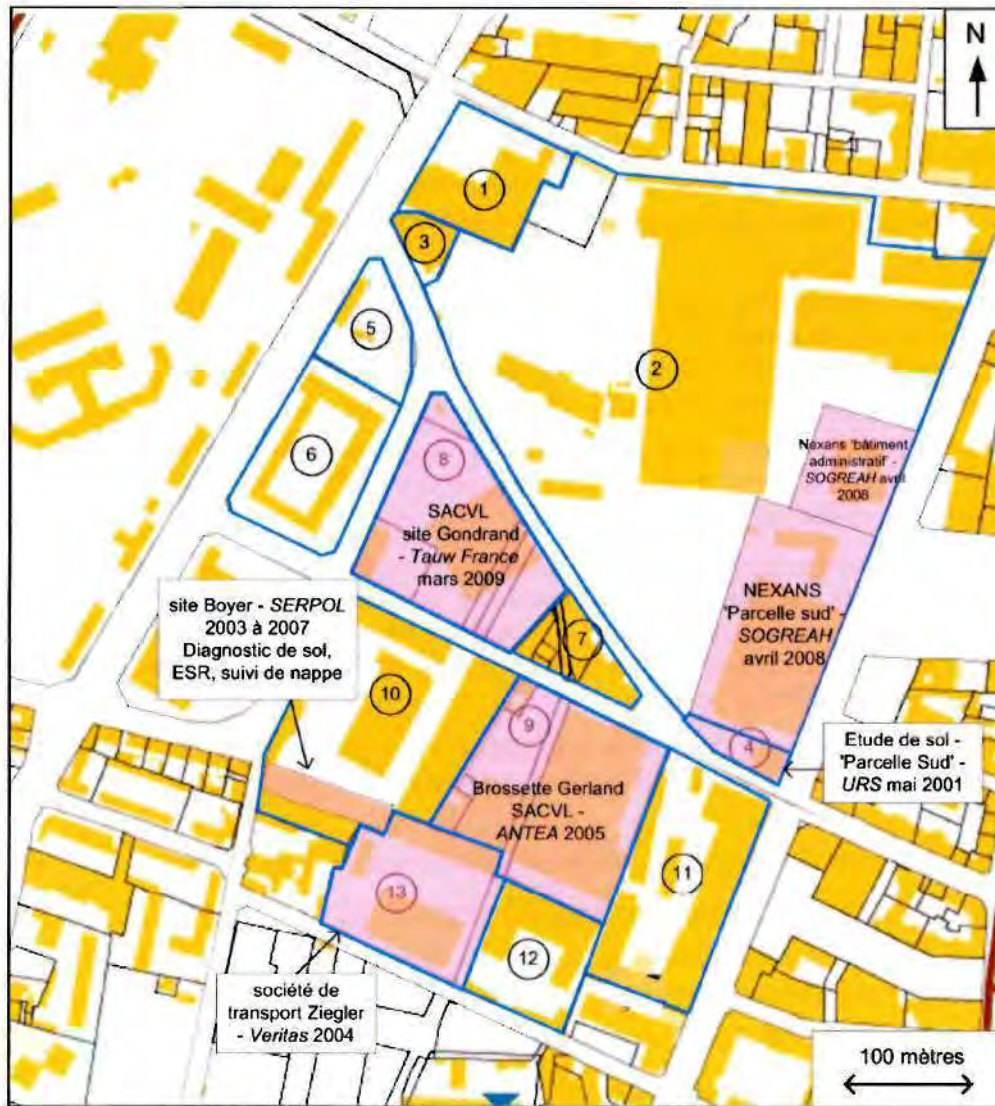 N
1
3
5
2
6
8
Nexans 'bâtiment
administratif' -
SOGREAH avril
2008
SACVL
site Gondrand
- Tauw France
mars 2009
NEXANS
'Parcelle sud' -
SOGREAH
avril 2008
site Boyer - SERPOL
2003 à 2007
Diagnostic de sol,
ESR, suivi de nappe
7
10
9
4
Etude de sol -
'Parcelle Sud' -
URS mai 2001
Brossette Gerland
SACVL -
ANTEA 2005
11
13
12
société de
transport Ziegler
- Veritas 2004
100 mètres